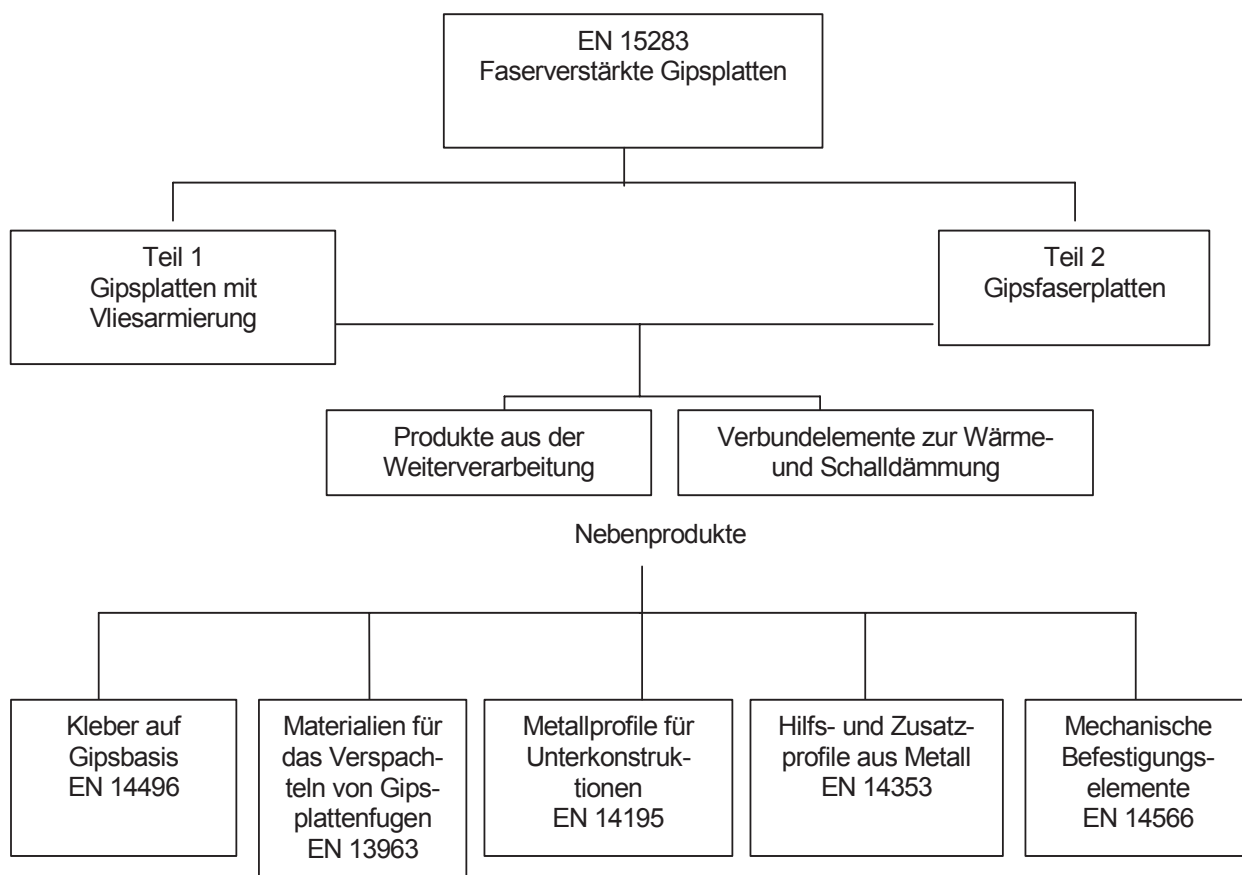 EN 15283
Faserverstärkte Gipsplatten
Teil 1
Gipsplatten mit
Vliesarmierung
Teil 2
Gipsfaserplatten
Produkte aus der
Weiterverarbeitung
Verbundelemente zur Wärme-
und Schalldämmung
Nebenprodukte
Kleber auf
Gipsbasis
EN 14496
Materialien für
das Verspach-
teln von Gips-
plattenfugen
EN 13963
Metallprofile für
Unterkonstruk-
tionen
EN 14195
Hilfs- und Zusatz-
profile aus Metall
EN 14353
Mechanische
Befestigungs-
elemente
EN 14566